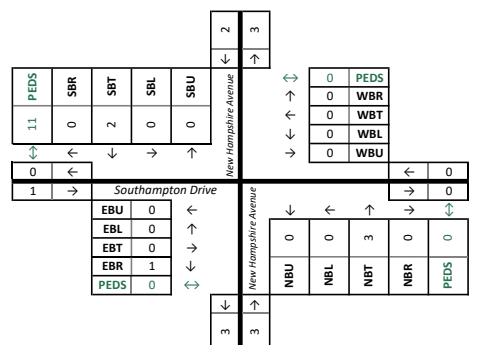 2 3
↓ ↑
New Hampshire Avenue
PEDS SBR SBT SBL SBU
11 0 2 0 0
↕ ← ↓ → ↑
↔ 0 PEDS
↑ 0 WBR
← 0 WBT
↓ 0 WBL
→ 0 WBU
0 ←
← 0
1 →
Southampton Drive
→ 0
EBU 0 ←
EBL 0 ↑
EBT 0 →
EBR 1 ↓
PEDS 0 ↔
New Hampshire Avenue
↓ ← ↑ → ↕
0 0 3 0 0
NBU NBL NBT NBR PEDS
↓ ↑
3 3